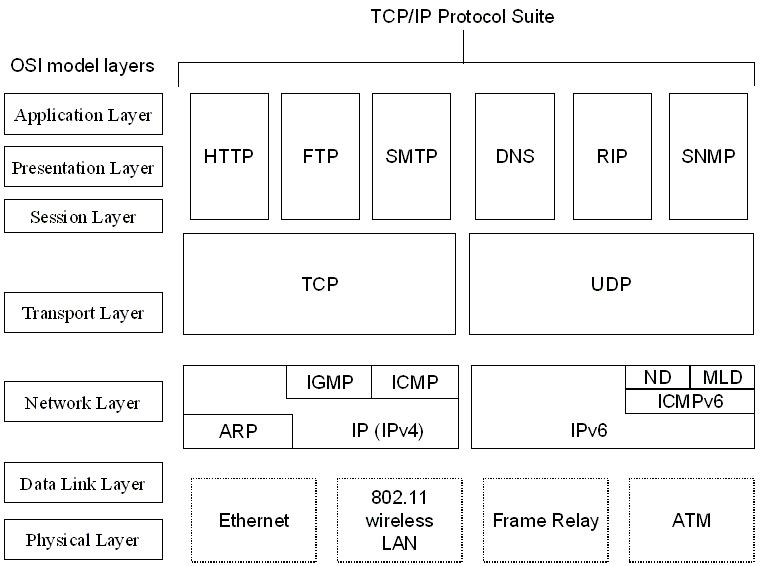 TCP/IP Protocol Suite
OSI model layers
Application Layer
Presentation Layer
Session Layer
HTTP
FTP
SMTP
DNS
RIP
SNMP
Transport Layer
TCP
UDP
Network Layer
IGMP
ICMP
ARP
IP (IPv4)
IPv6
ND
MLD
ICMPv6
Data Link Layer
Physical Layer
Ethernet
802.11
wireless
LAN
Frame Relay
ATM